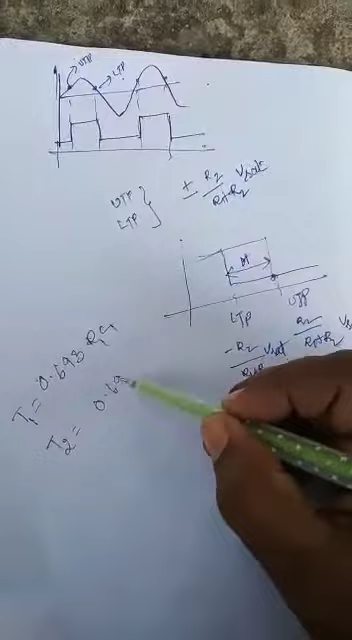 UTP
LTP
UTP } ± R2/R1+R2 Vsat
LTP
H
LTP UTP
-R2/R1+R2 Vsat R2/R1+R2 Vs
T1 = 0.693 R1C1
T2 = 0.69